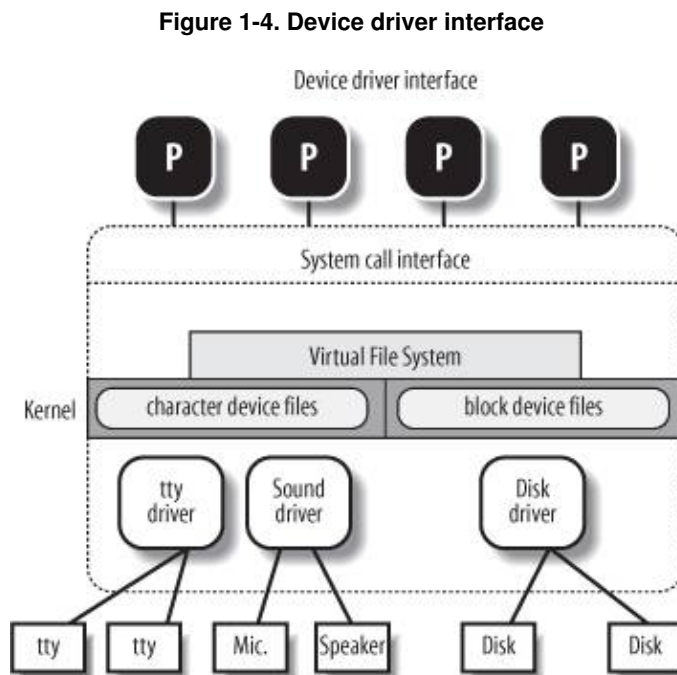 Figure 1-4. Device driver interface
Device driver interface
P P P P
System call interface
Virtual File System
Kernel
character device files
block device files
tty
driver
Sound
driver
Disk
driver
tty
tty
Mic.
Speaker
Disk
Disk